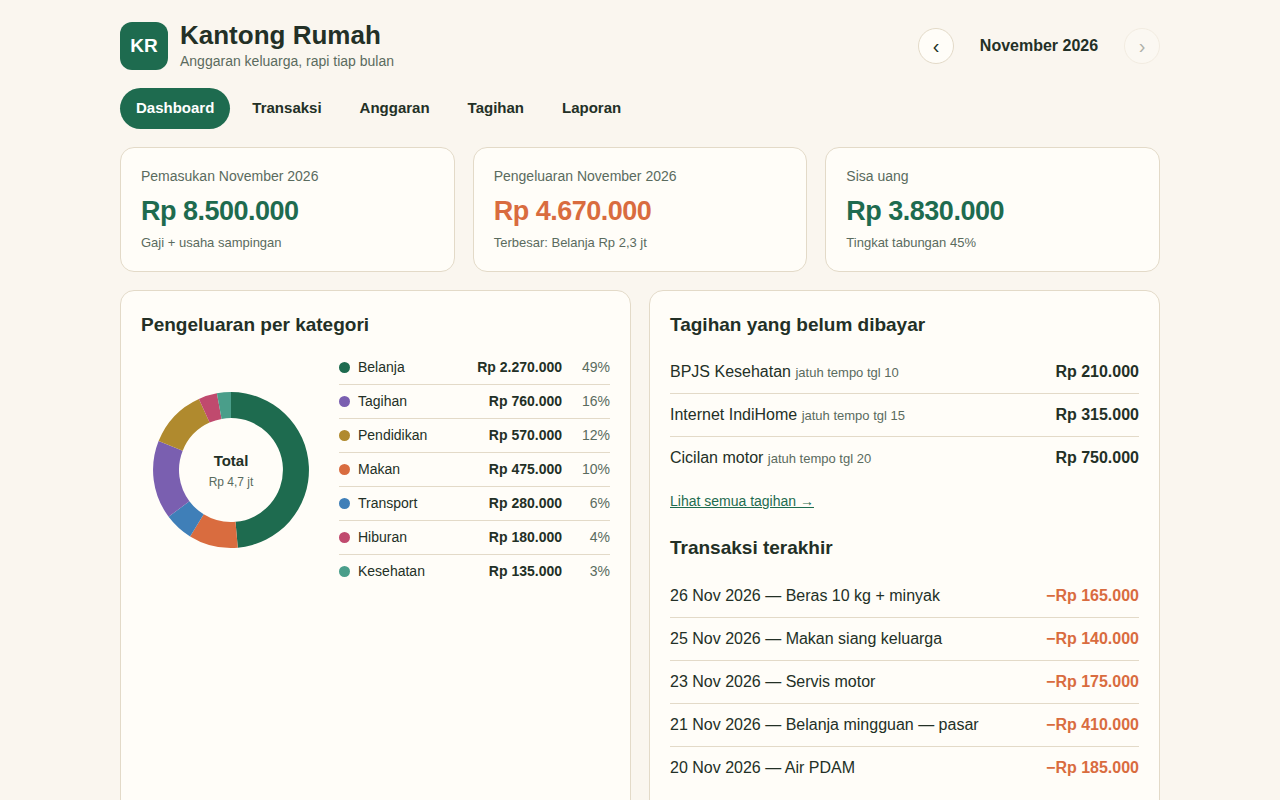 KR
Kantong Rumah
Anggaran keluarga, rapi tiap bulan
‹ November 2026 ›
Dashboard Transaksi Anggaran Tagihan Laporan
Pemasukan November 2026
Rp 8.500.000
Gaji + usaha sampingan
Pengeluaran November 2026
Rp 4.670.000
Terbesar: Belanja Rp 2,3 jt
Sisa uang
Rp 3.830.000
Tingkat tabungan 45%
Pengeluaran per kategori
Total
Rp 4,7 jt
Belanja Rp 2.270.000 49%
Tagihan Rp 760.000 16%
Pendidikan Rp 570.000 12%
Makan Rp 475.000 10%
Transport Rp 280.000 6%
Hiburan Rp 180.000 4%
Kesehatan Rp 135.000 3%
Tagihan yang belum dibayar
BPJS Kesehatan jatuh tempo tgl 10 Rp 210.000
Internet IndiHome jatuh tempo tgl 15 Rp 315.000
Cicilan motor jatuh tempo tgl 20 Rp 750.000
Lihat semua tagihan →
Transaksi terakhir
26 Nov 2026 — Beras 10 kg + minyak −Rp 165.000
25 Nov 2026 — Makan siang keluarga −Rp 140.000
23 Nov 2026 — Servis motor −Rp 175.000
21 Nov 2026 — Belanja mingguan — pasar −Rp 410.000
20 Nov 2026 — Air PDAM −Rp 185.000